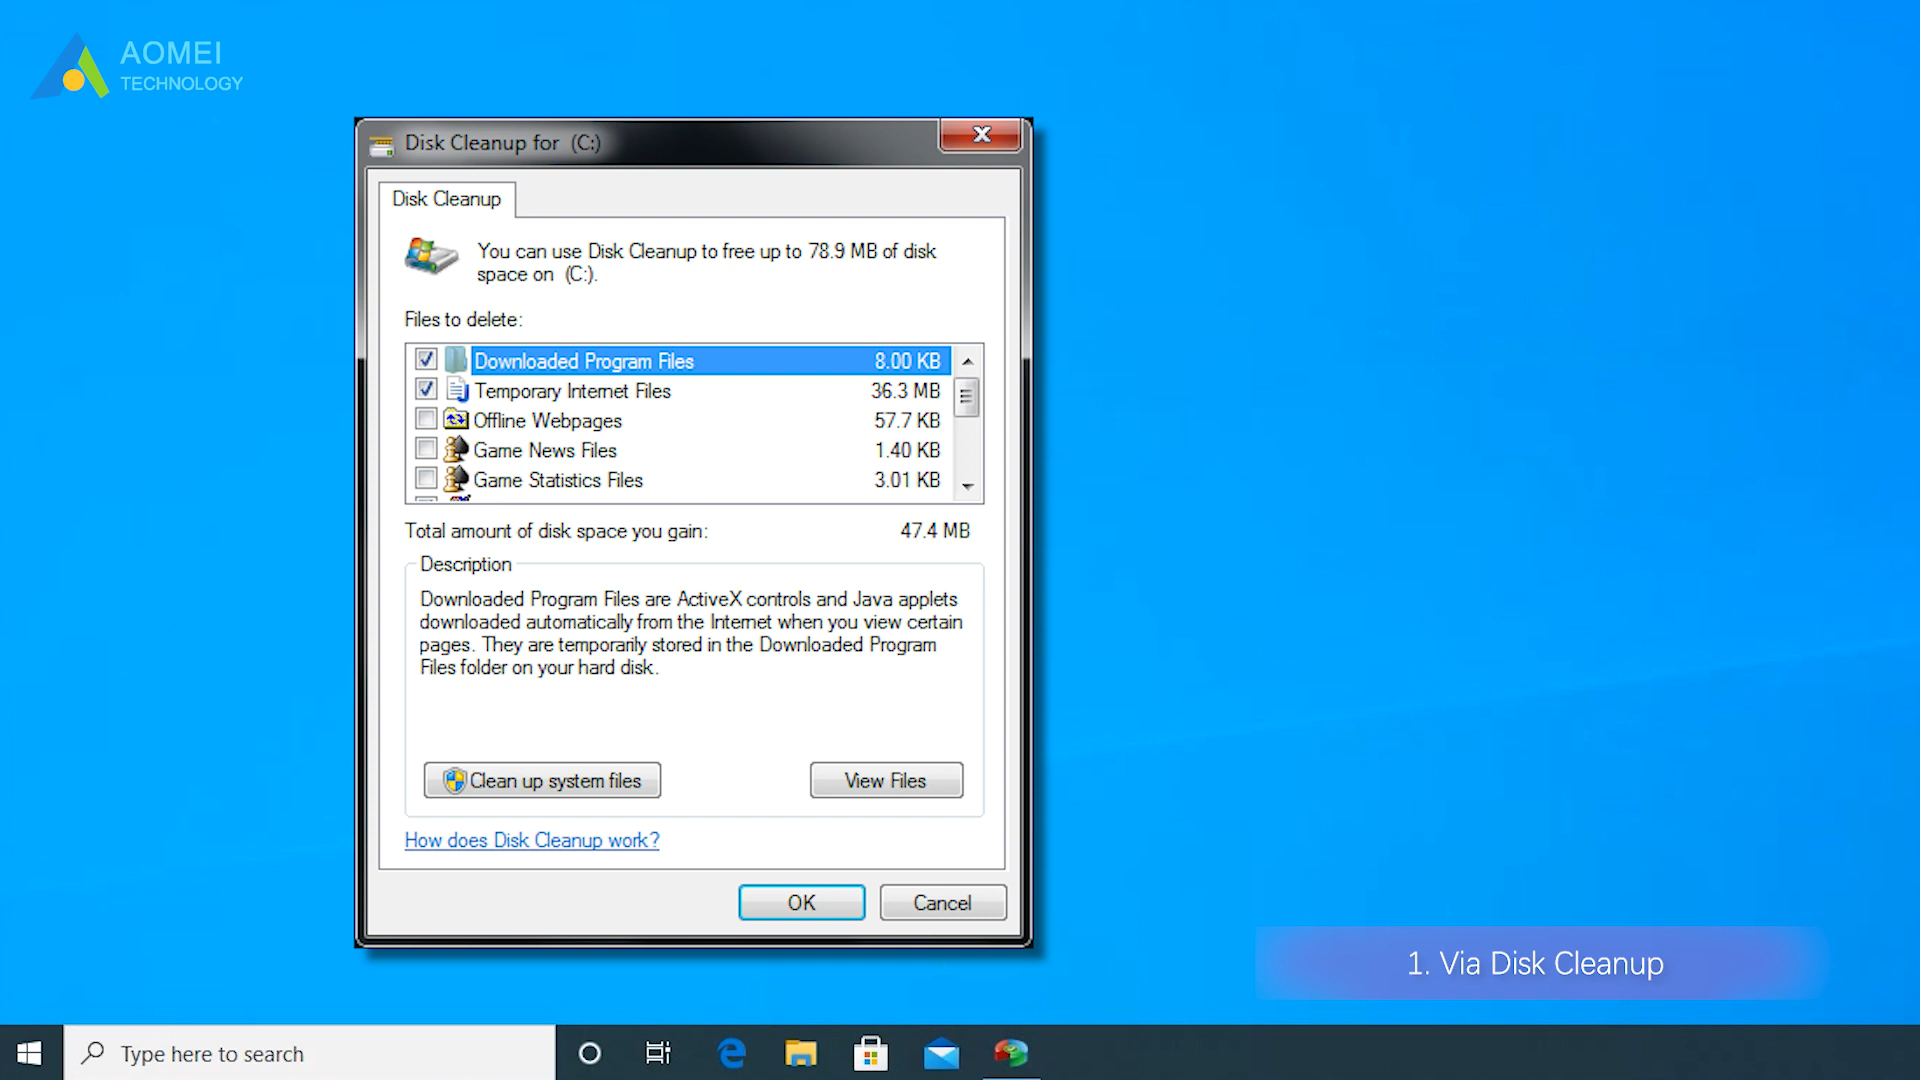 AOMEI
TECHNOLOGY
Disk Cleanup for (C:)
X
Disk Cleanup
You can use Disk Cleanup to free up to 78.9 MB of disk
space on (C:).
Files to delete:
Downloaded Program Files 8.00 KB
Temporary Internet Files 36.3 MB
Offline Webpages 57.7 KB
Game News Files 1.40 KB
Game Statistics Files 3.01 KB
Total amount of disk space you gain: 47.4 MB
Description
Downloaded Program Files are ActiveX controls and Java applets
downloaded automatically from the Internet when you view certain
pages. They are temporarily stored in the Downloaded Program
Files folder on your hard disk.
Clean up system files View Files
How does Disk Cleanup work?
OK Cancel
1. Via Disk Cleanup
Type here to search